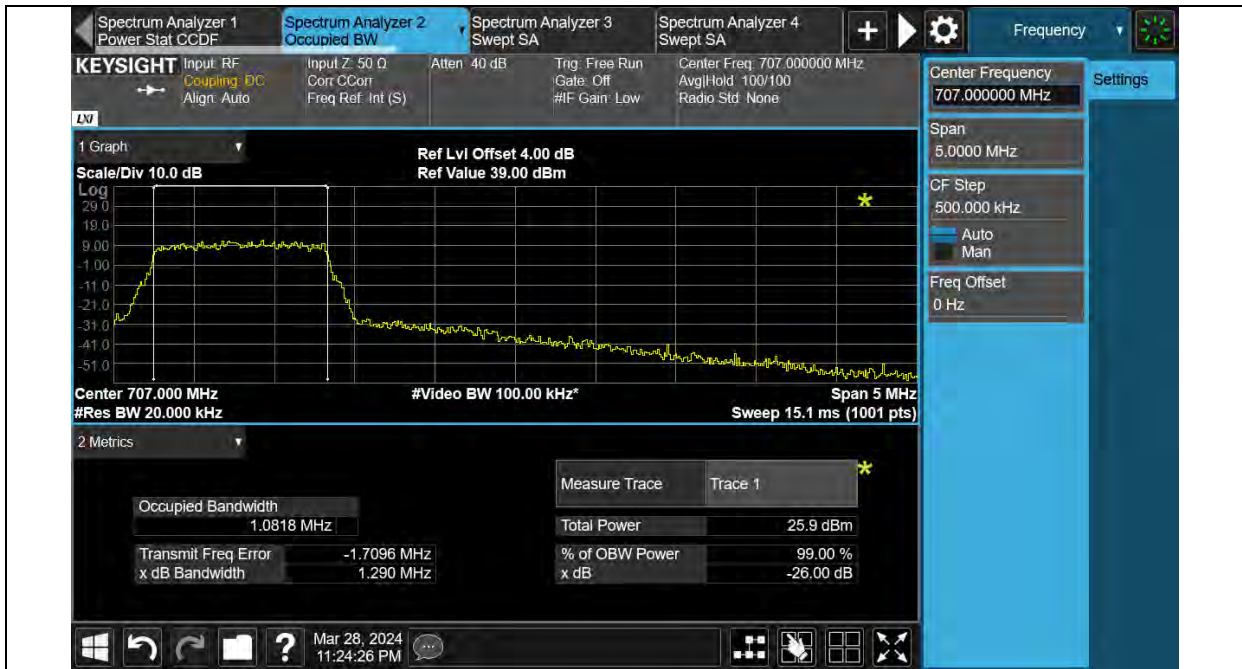 Spectrum Analyzer 1
Power Stat CCDF
Spectrum Analyzer 2
Occupied BW
Spectrum Analyzer 3
Swept SA
Spectrum Analyzer 4
Swept SA
+
Frequency
KEYSIGHT
LXI
Input: RF
Coupling: DC
Align: Auto
Input Z: 50 Ω
Corr CCorr
Freq Ref: Int (S)
Atten: 40 dB
Trig: Free Run
Gate: Off
#IF Gain: Low
Center Freq: 707.000000 MHz
Avg|Hold: 100/100
Radio Std: None
Center Frequency
707.000000 MHz
Settings
Span
5.0000 MHz
CF Step
500.000 kHz
Auto
Man
Freq Offset
0 Hz
1 Graph
Scale/Div 10.0 dB
Ref Lvl Offset 4.00 dB
Ref Value 39.00 dBm
Log
29.0
19.0
9.00
-1.00
-11.0
-21.0
-31.0
-41.0
-51.0
*
Center 707.000 MHz
#Video BW 100.00 kHz*
Span 5 MHz
#Res BW 20.000 kHz
Sweep 15.1 ms (1001 pts)
2 Metrics
Measure Trace Trace 1
*
Occupied Bandwidth
1.0818 MHz
Total Power 25.9 dBm
Transmit Freq Error -1.7096 MHz
% of OBW Power 99.00 %
x dB Bandwidth 1.290 MHz
x dB -26.00 dB
?
Mar 28, 2024
11:24:26 PM